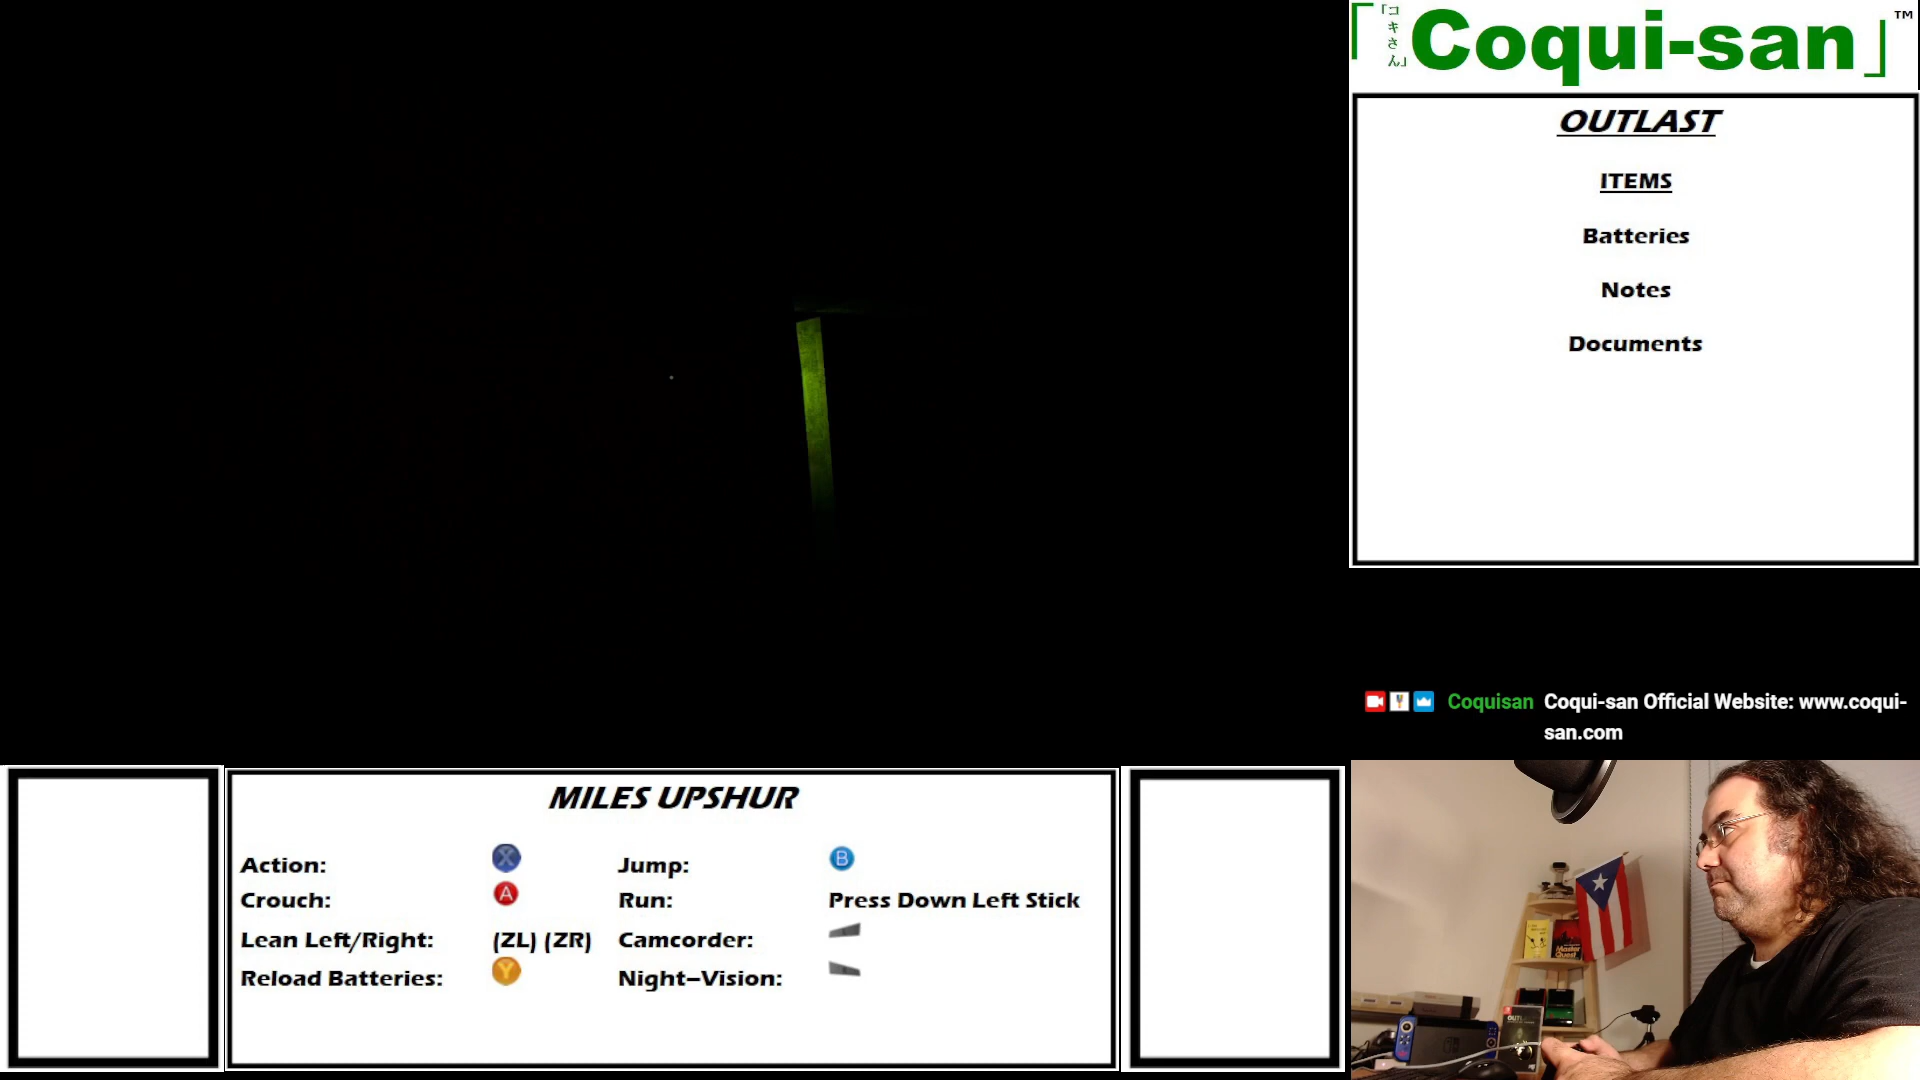 「コキさん」
「Coqui-san」™
OUTLAST
ITEMS
Batteries
Notes
Documents
Coquisan Coqui-san Official Website: www.coqui-
san.com
MILES UPSHUR
Action: X Jump: B
Crouch: A Run: Press Down Left Stick
Lean Left/Right: (ZL) (ZR) Camcorder:
Reload Batteries: Y Night-Vision:
Master
Quest